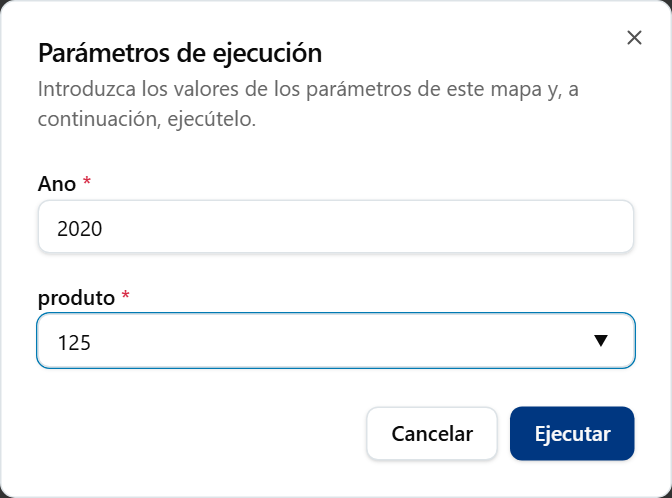 Parámetros de ejecución
Introduzca los valores de los parámetros de este mapa y, a
continuación, ejecútelo.
Ano *
2020
produto *
125
Cancelar
Ejecutar